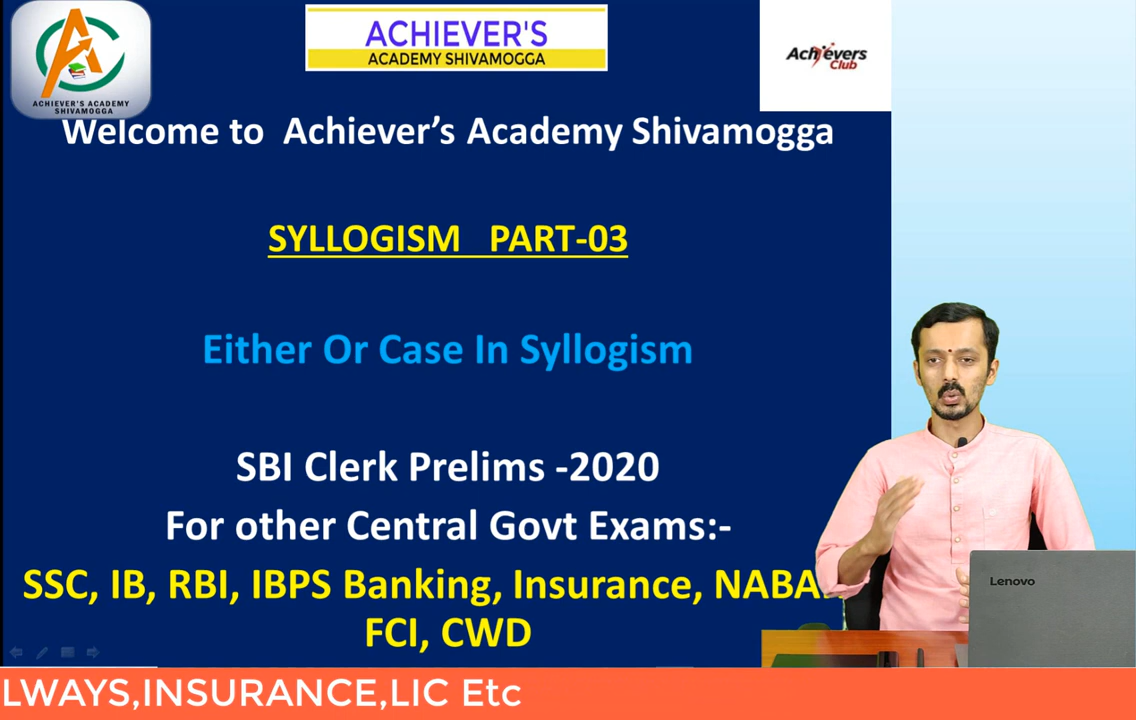 ACHIEVER'S
ACADEMY SHIVAMOGGA
Achievers
Club
ACHIEVER'S ACADEMY
SHIVAMOGGA
Welcome to Achiever's Academy Shivamogga
SYLLOGISM PART-03
Either Or Case In Syllogism
SBI Clerk Prelims -2020
For other Central Govt Exams:-
SSC, IB, RBI, IBPS Banking, Insurance,
FCI, CWD
Lenovo
LWAYS,INSURANCE,LIC Etc